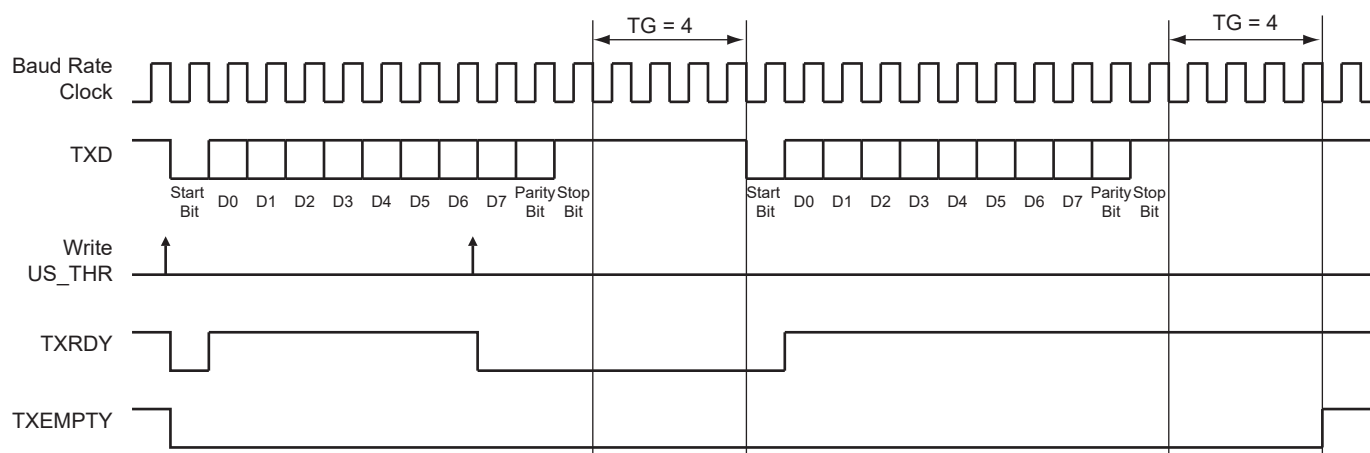 TG = 4
TG = 4
Baud Rate
Clock
TXD
Start
Bit
D0
D1
D2
D3
D4
D5
D6
D7
Parity
Bit
Stop
Bit
Start
Bit
D0
D1
D2
D3
D4
D5
D6
D7
Parity
Bit
Stop
Bit
Write
US_THR
TXRDY
TXEMPTY